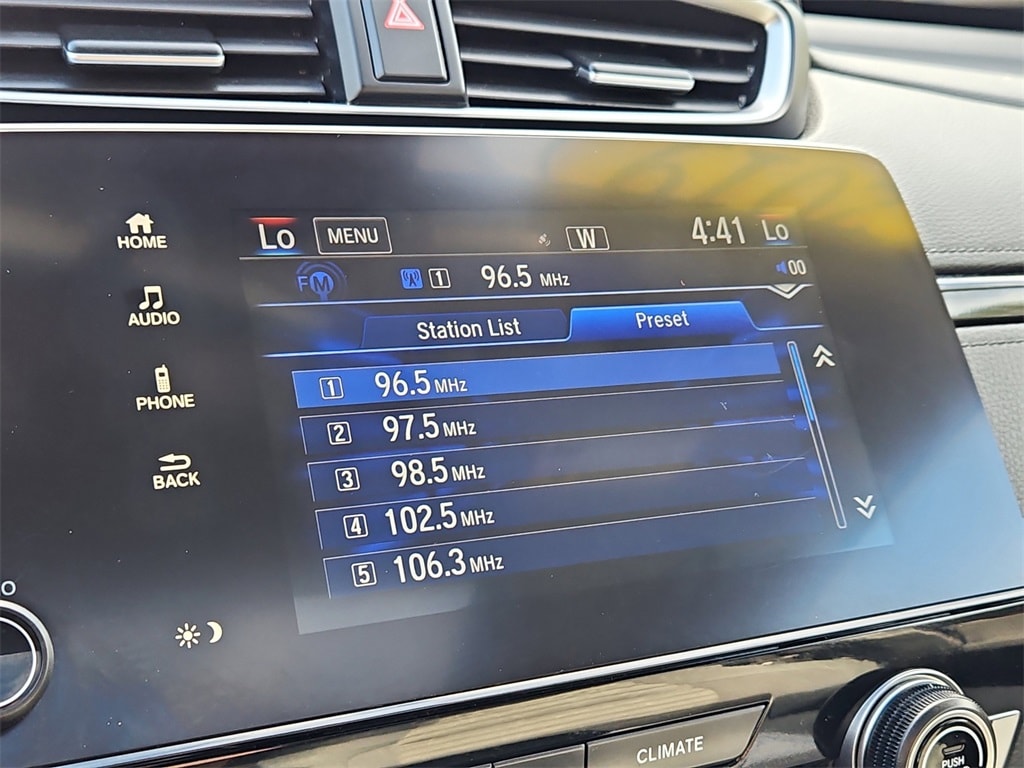 Lo MENU W 4:41 Lo
FM 1 96.5 MHz 00
Station List Preset
1 96.5 MHz
2 97.5 MHz
3 98.5 MHz
4 102.5 MHz
5 106.3 MHz
HOME
AUDIO
PHONE
BACK
CLIMATE
PUSH